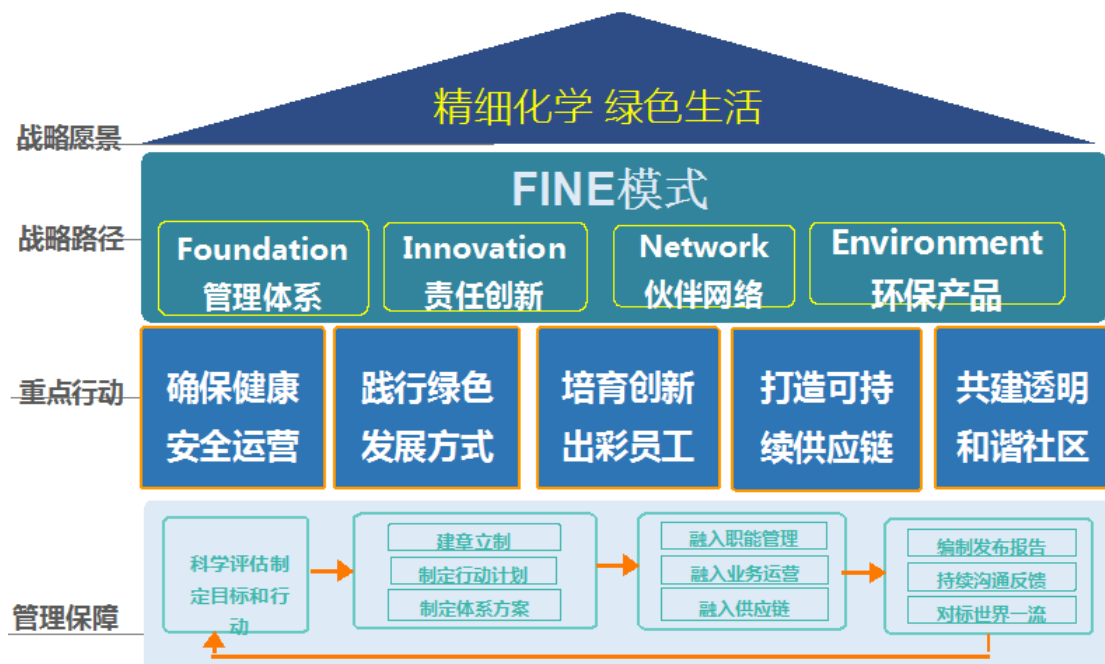 精细化学 绿色生活
战略愿景
FINE模式
战略路径
Foundation
管理体系
Innovation
责任创新
Network
伙伴网络
Environment
环保产品
重点行动
确保健康
安全运营
践行绿色
发展方式
培育创新
出彩员工
打造可持
续供应链
共建透明
和谐社区
管理保障
科学评估制
定目标和行
动
建章立制
制定行动计划
制定体系方案
融入职能管理
融入业务运营
融入供应链
编制发布报告
持续沟通反馈
对标世界一流